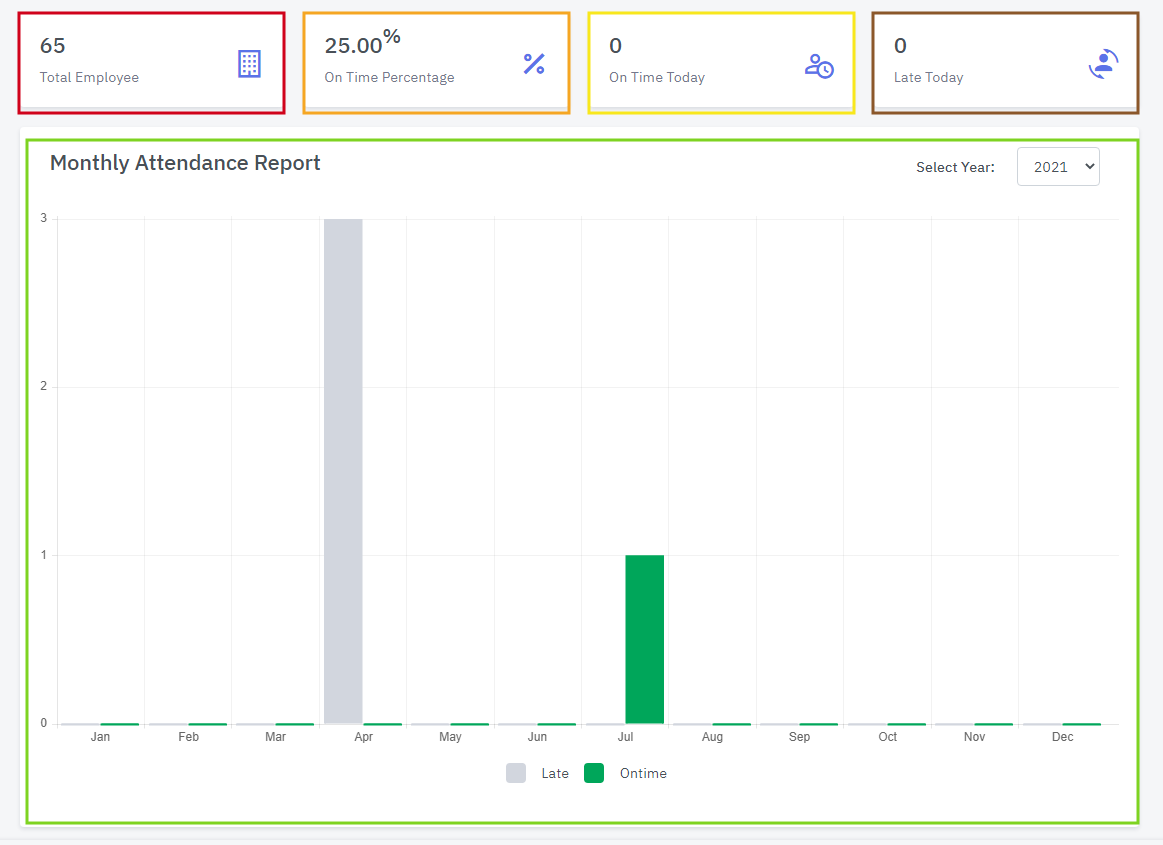 65
Total Employee
25.00%
On Time Percentage
0
On Time Today
0
Late Today
Monthly Attendance Report
Select Year: 2021
3
2
1
0
Jan Feb Mar Apr May Jun Jul Aug Sep Oct Nov Dec
Late Ontime